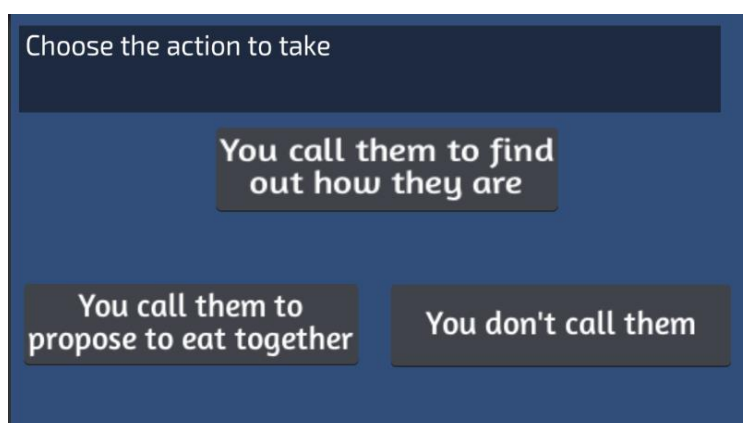 Choose the action to take
You call them to find
out how they are
You call them to
propose to eat together
You don't call them